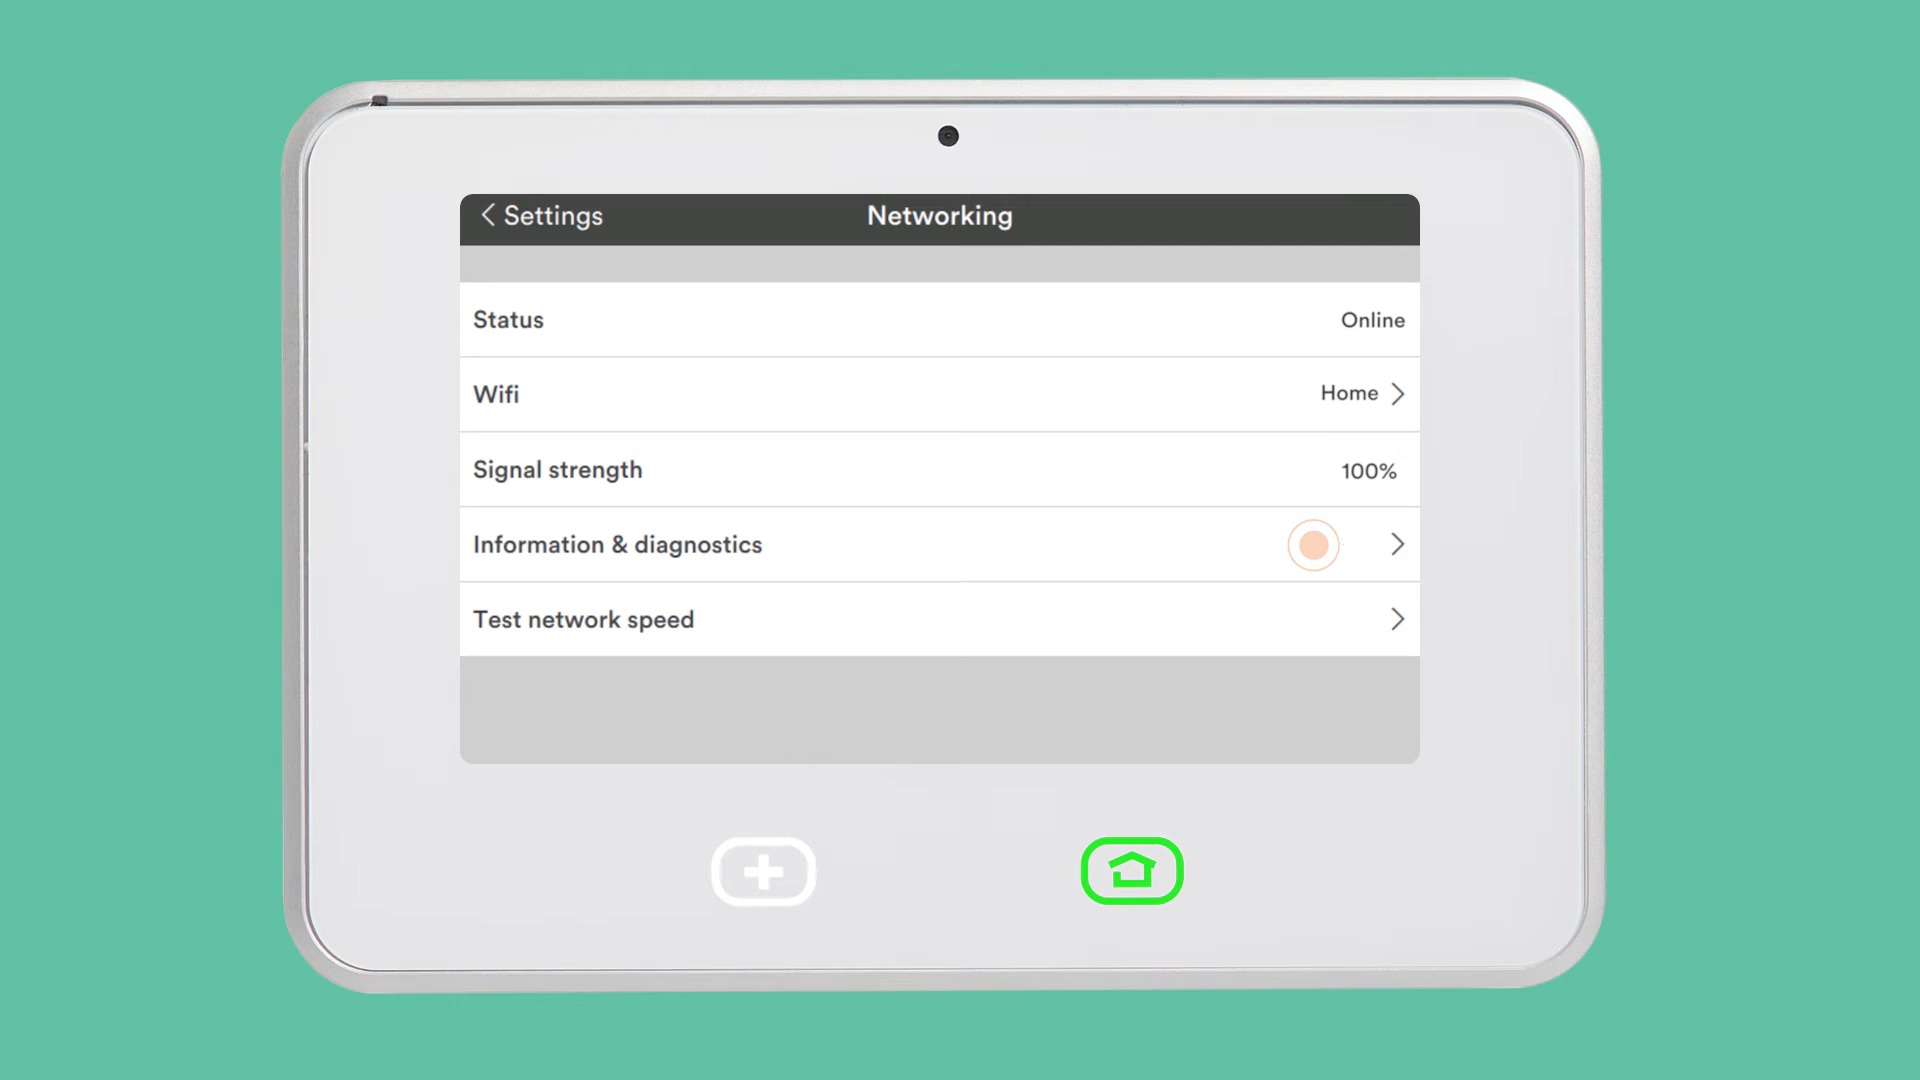 Settings
Networking
Status
Online
Wifi
Home
Signal strength
100%
Information & diagnostics
Test network speed